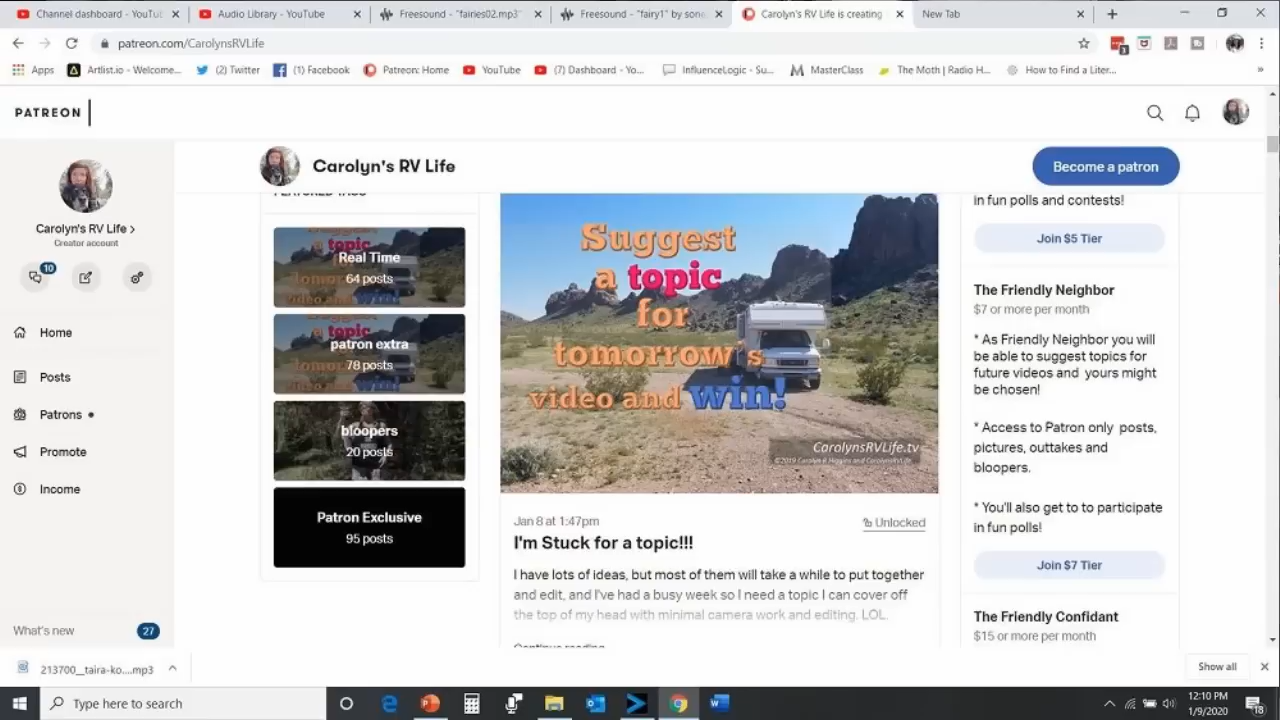 Channel dashboard - YouTu
Audio Library - YouTube
Freesound - "fairies02.mp3"
Freesound - "fairy1" by son
Carolyn's RV Life is creating
New Tab
patreon.com/CarolynsRVLife
3
Apps
Artlist.io - Welcome...
(2) Twitter
(1) Facebook
Patreon: Home
YouTube
(7) Dashboard - Yo...
InfluenceLogic - Su...
MasterClass
The Moth | Radio H...
How to Find a Liter...
»
PATREON
Carolyn's RV Life >
Creator account
10
Home
Posts
Patrons
Promote
Income
What's new
27
Carolyn's RV Life
Become a patron
FEATURED TAGS
Real Time
64 posts
patron extra
78 posts
bloopers
20 posts
Patron Exclusive
95 posts
Suggest
a topic
for
tomorrow's
video and win!
CarolynsRVLife.tv
Jan 8 at 1:47pm
Unlocked
I'm Stuck for a topic!!!
I have lots of ideas, but most of them will take a while to put together
and edit, and I've had a busy week so I need a topic I can cover off
the top of my head with minimal camera work and editing. LOL.
Continue reading
in fun polls and contests!
Join $5 Tier
The Friendly Neighbor
$7 or more per month
* As Friendly Neighbor you will
be able to suggest topics for
future videos and yours might
be chosen!
* Access to Patron only posts,
pictures, outtakes and
bloopers.
* You'll also get to to participate
in fun polls!
Join $7 Tier
The Friendly Confidant
$15 or more per month
213700__taira-ko....mp3
Show all
Type here to search
12:10 PM
1/9/2020
18